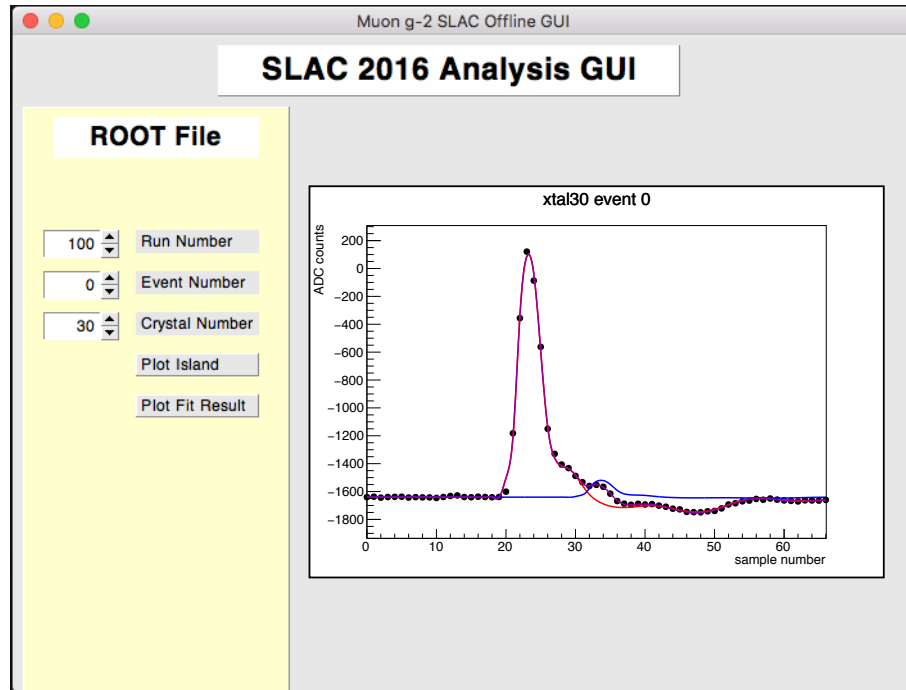 Muon g-2 SLAC Offline GUI
SLAC 2016 Analysis GUI
ROOT File
100 Run Number
0 Event Number
30 Crystal Number
Plot Island
Plot Fit Result
xtal30 event 0
ADC counts
200
0
−200
−400
−600
−800
−1000
−1200
−1400
−1600
−1800
0 10 20 30 40 50 60
sample number